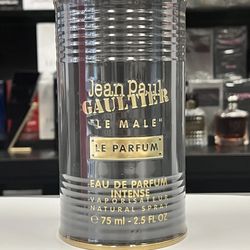 Jean Paul
GAULTIER
"LE MALE"
LE PARFUM
EAU DE PARFUM
INTENSE
VAPORISATEUR
NATURAL SPRAY
℮ 75 ml - 2.5 FL OZ